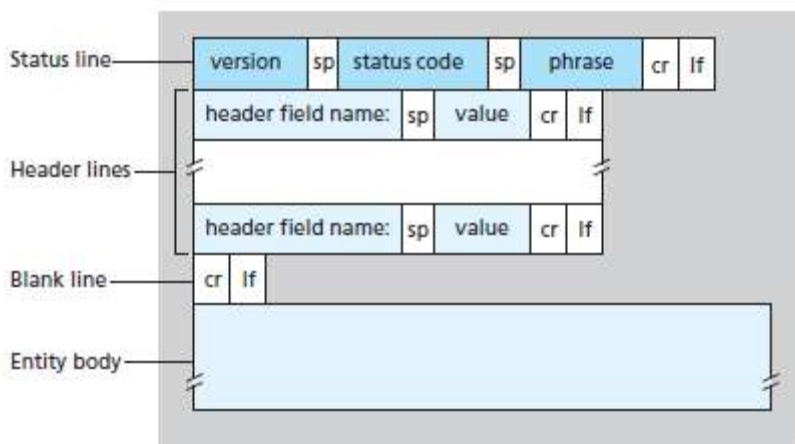 Status line
version sp status code sp phrase cr lf
header field name: sp value cr lf
Header lines
header field name: sp value cr lf
Blank line
cr lf
Entity body